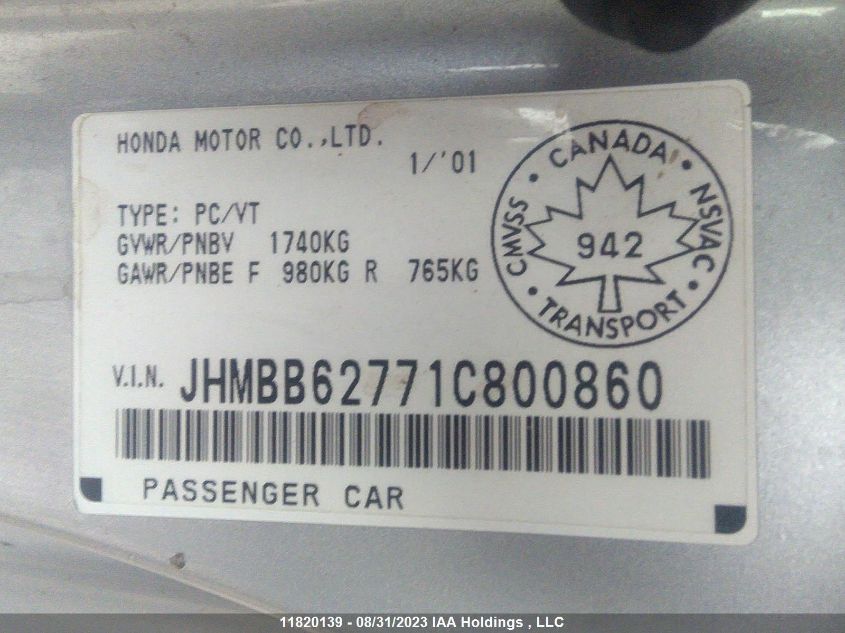 HONDA MOTOR CO.,LTD.
1/'01
TYPE: PC/VT
GVWR/PNBV 1740KG
GAWR/PNBE F 980KG R 765KG
CANADA
CMVSS
942
NSVAC
TRANSPORT
V.I.N. JHMBB62771C800860
PASSENGER CAR
11820139 - 08/31/2023 IAA Holdings , LLC